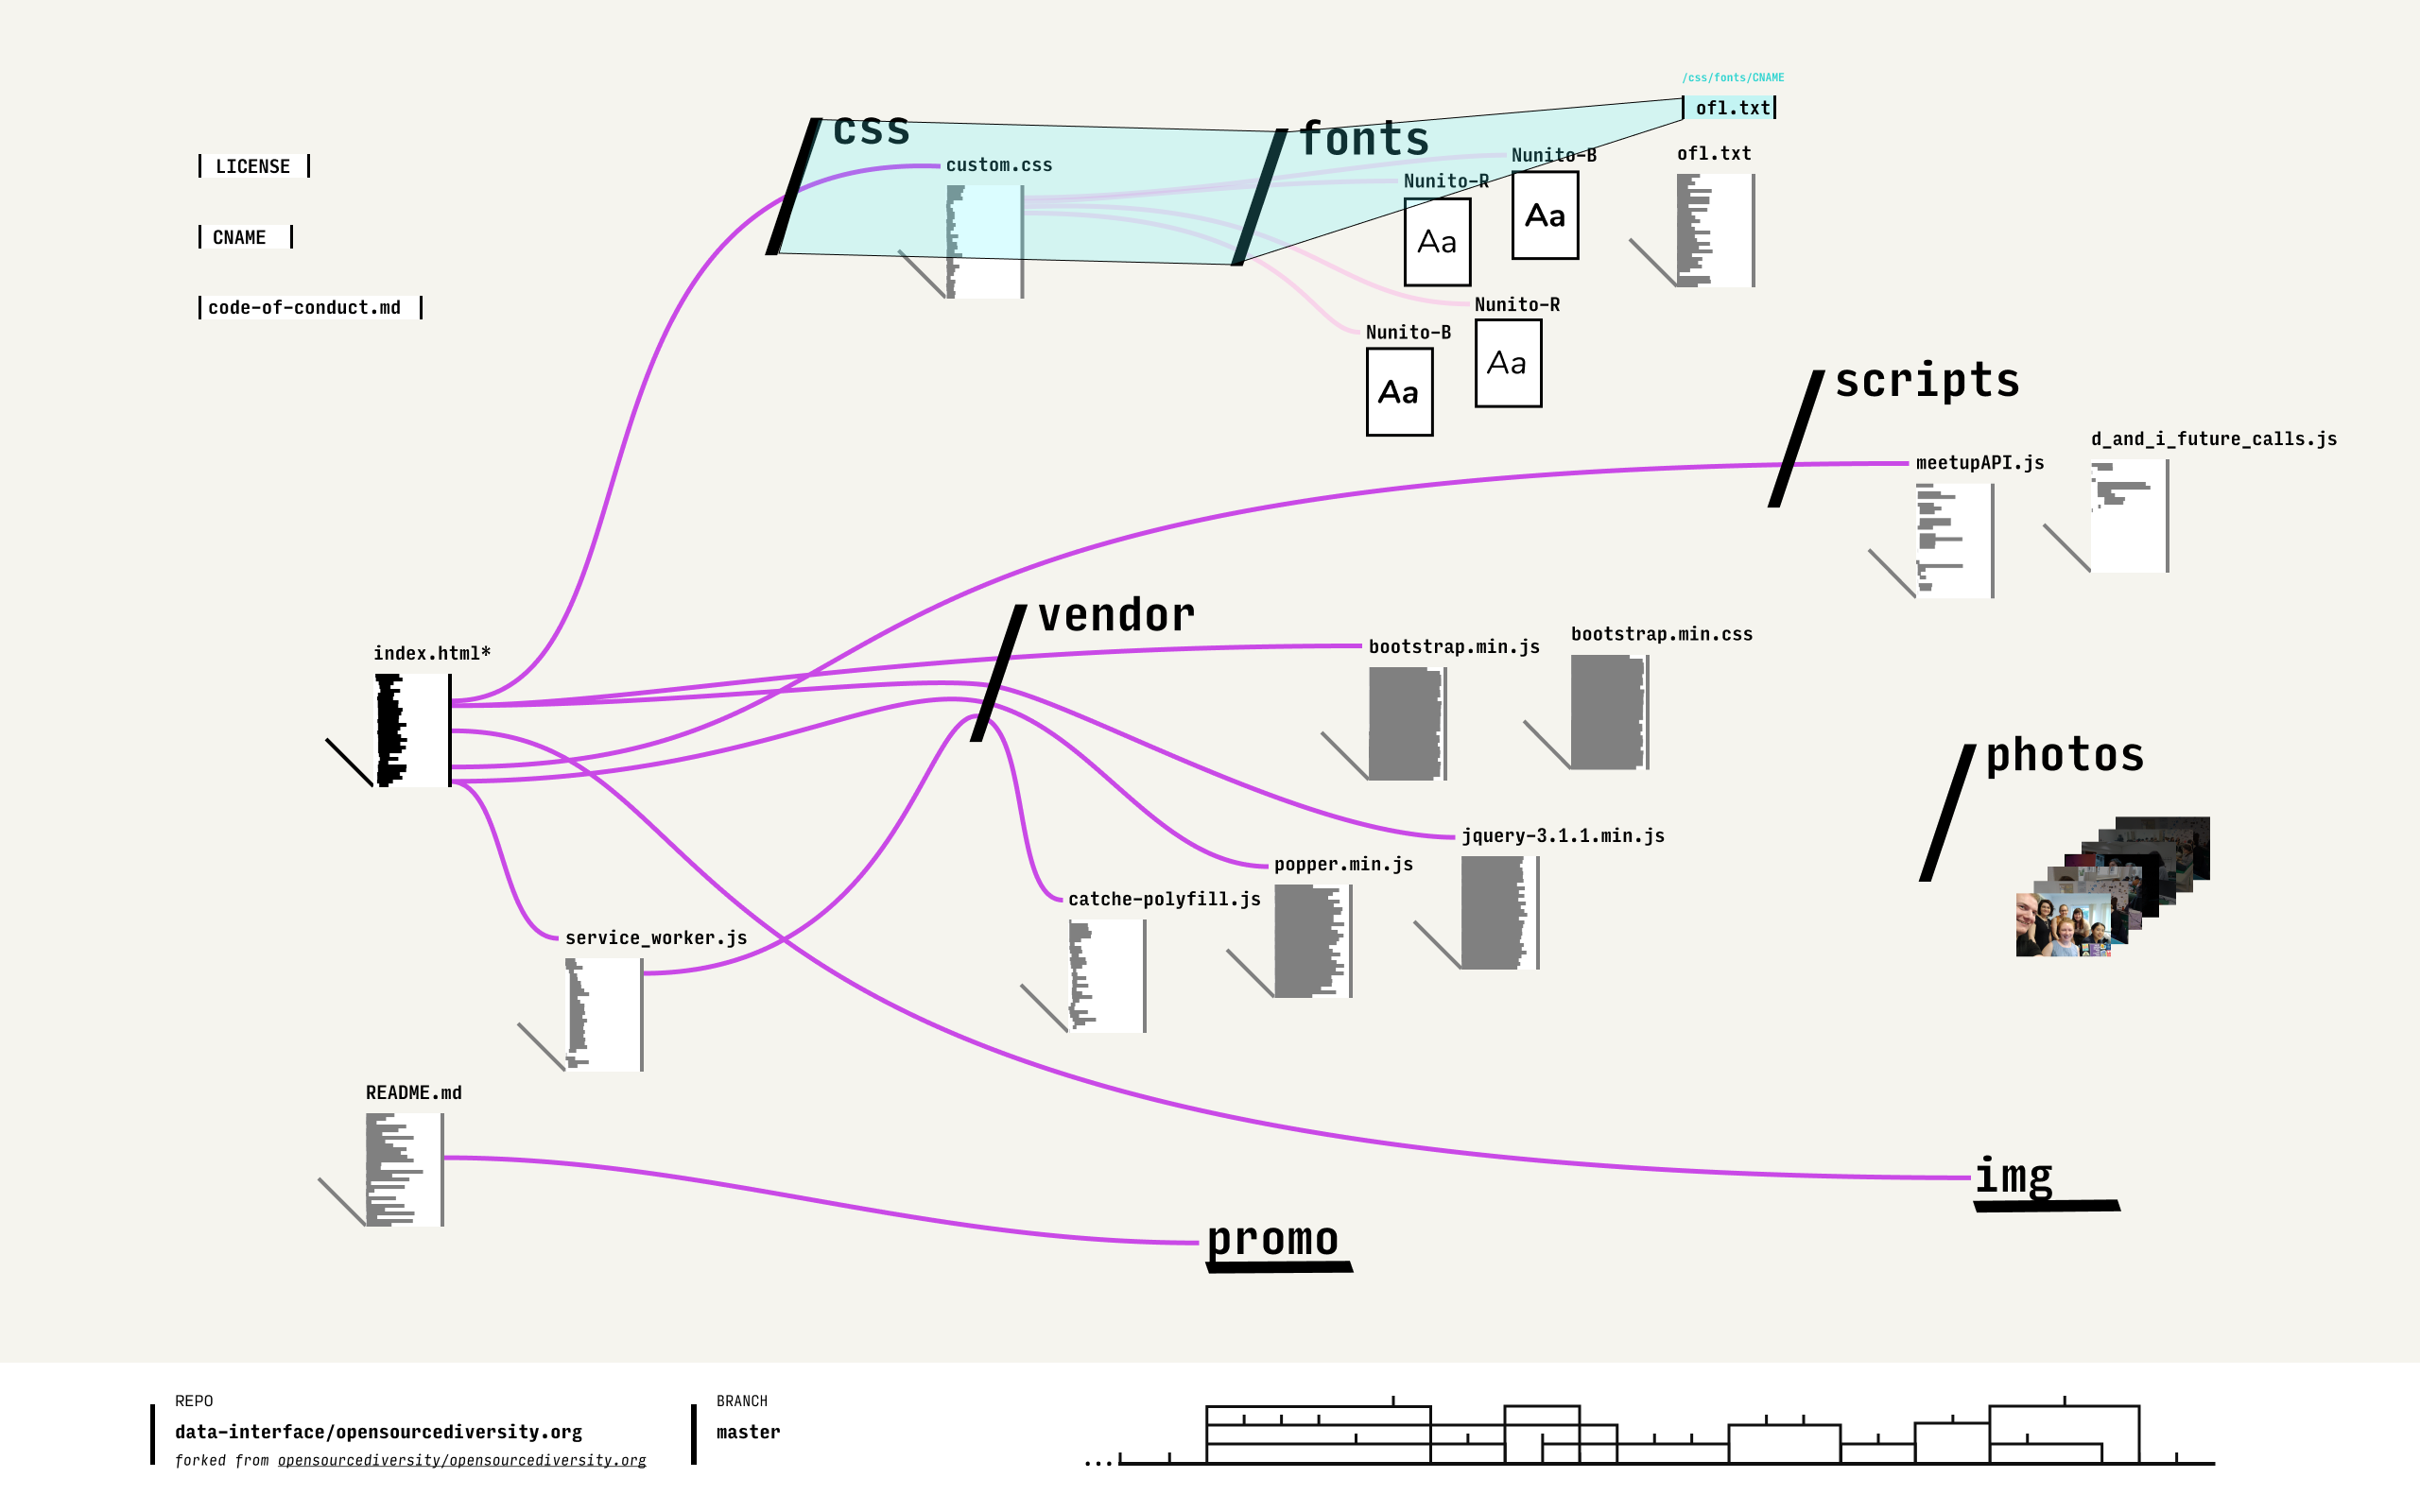 /css/fonts/CNAME
ofl.txt
css
fonts
LICENSE
custom.css
Nunito-B
ofl.txt
Nunito-R
Aa
Aa
CNAME
code-of-conduct.md
Nunito-R
Nunito-B
Aa
Aa
scripts
d_and_i_future_calls.js
meetupAPI.js
vendor
bootstrap.min.js
bootstrap.min.css
index.html*
photos
jquery-3.1.1.min.js
popper.min.js
catche-polyfill.js
service_worker.js
README.md
img
promo
REPO
data-interface/opensourcediversity.org
forked from opensourcediversity/opensourcediversity.org
BRANCH
master